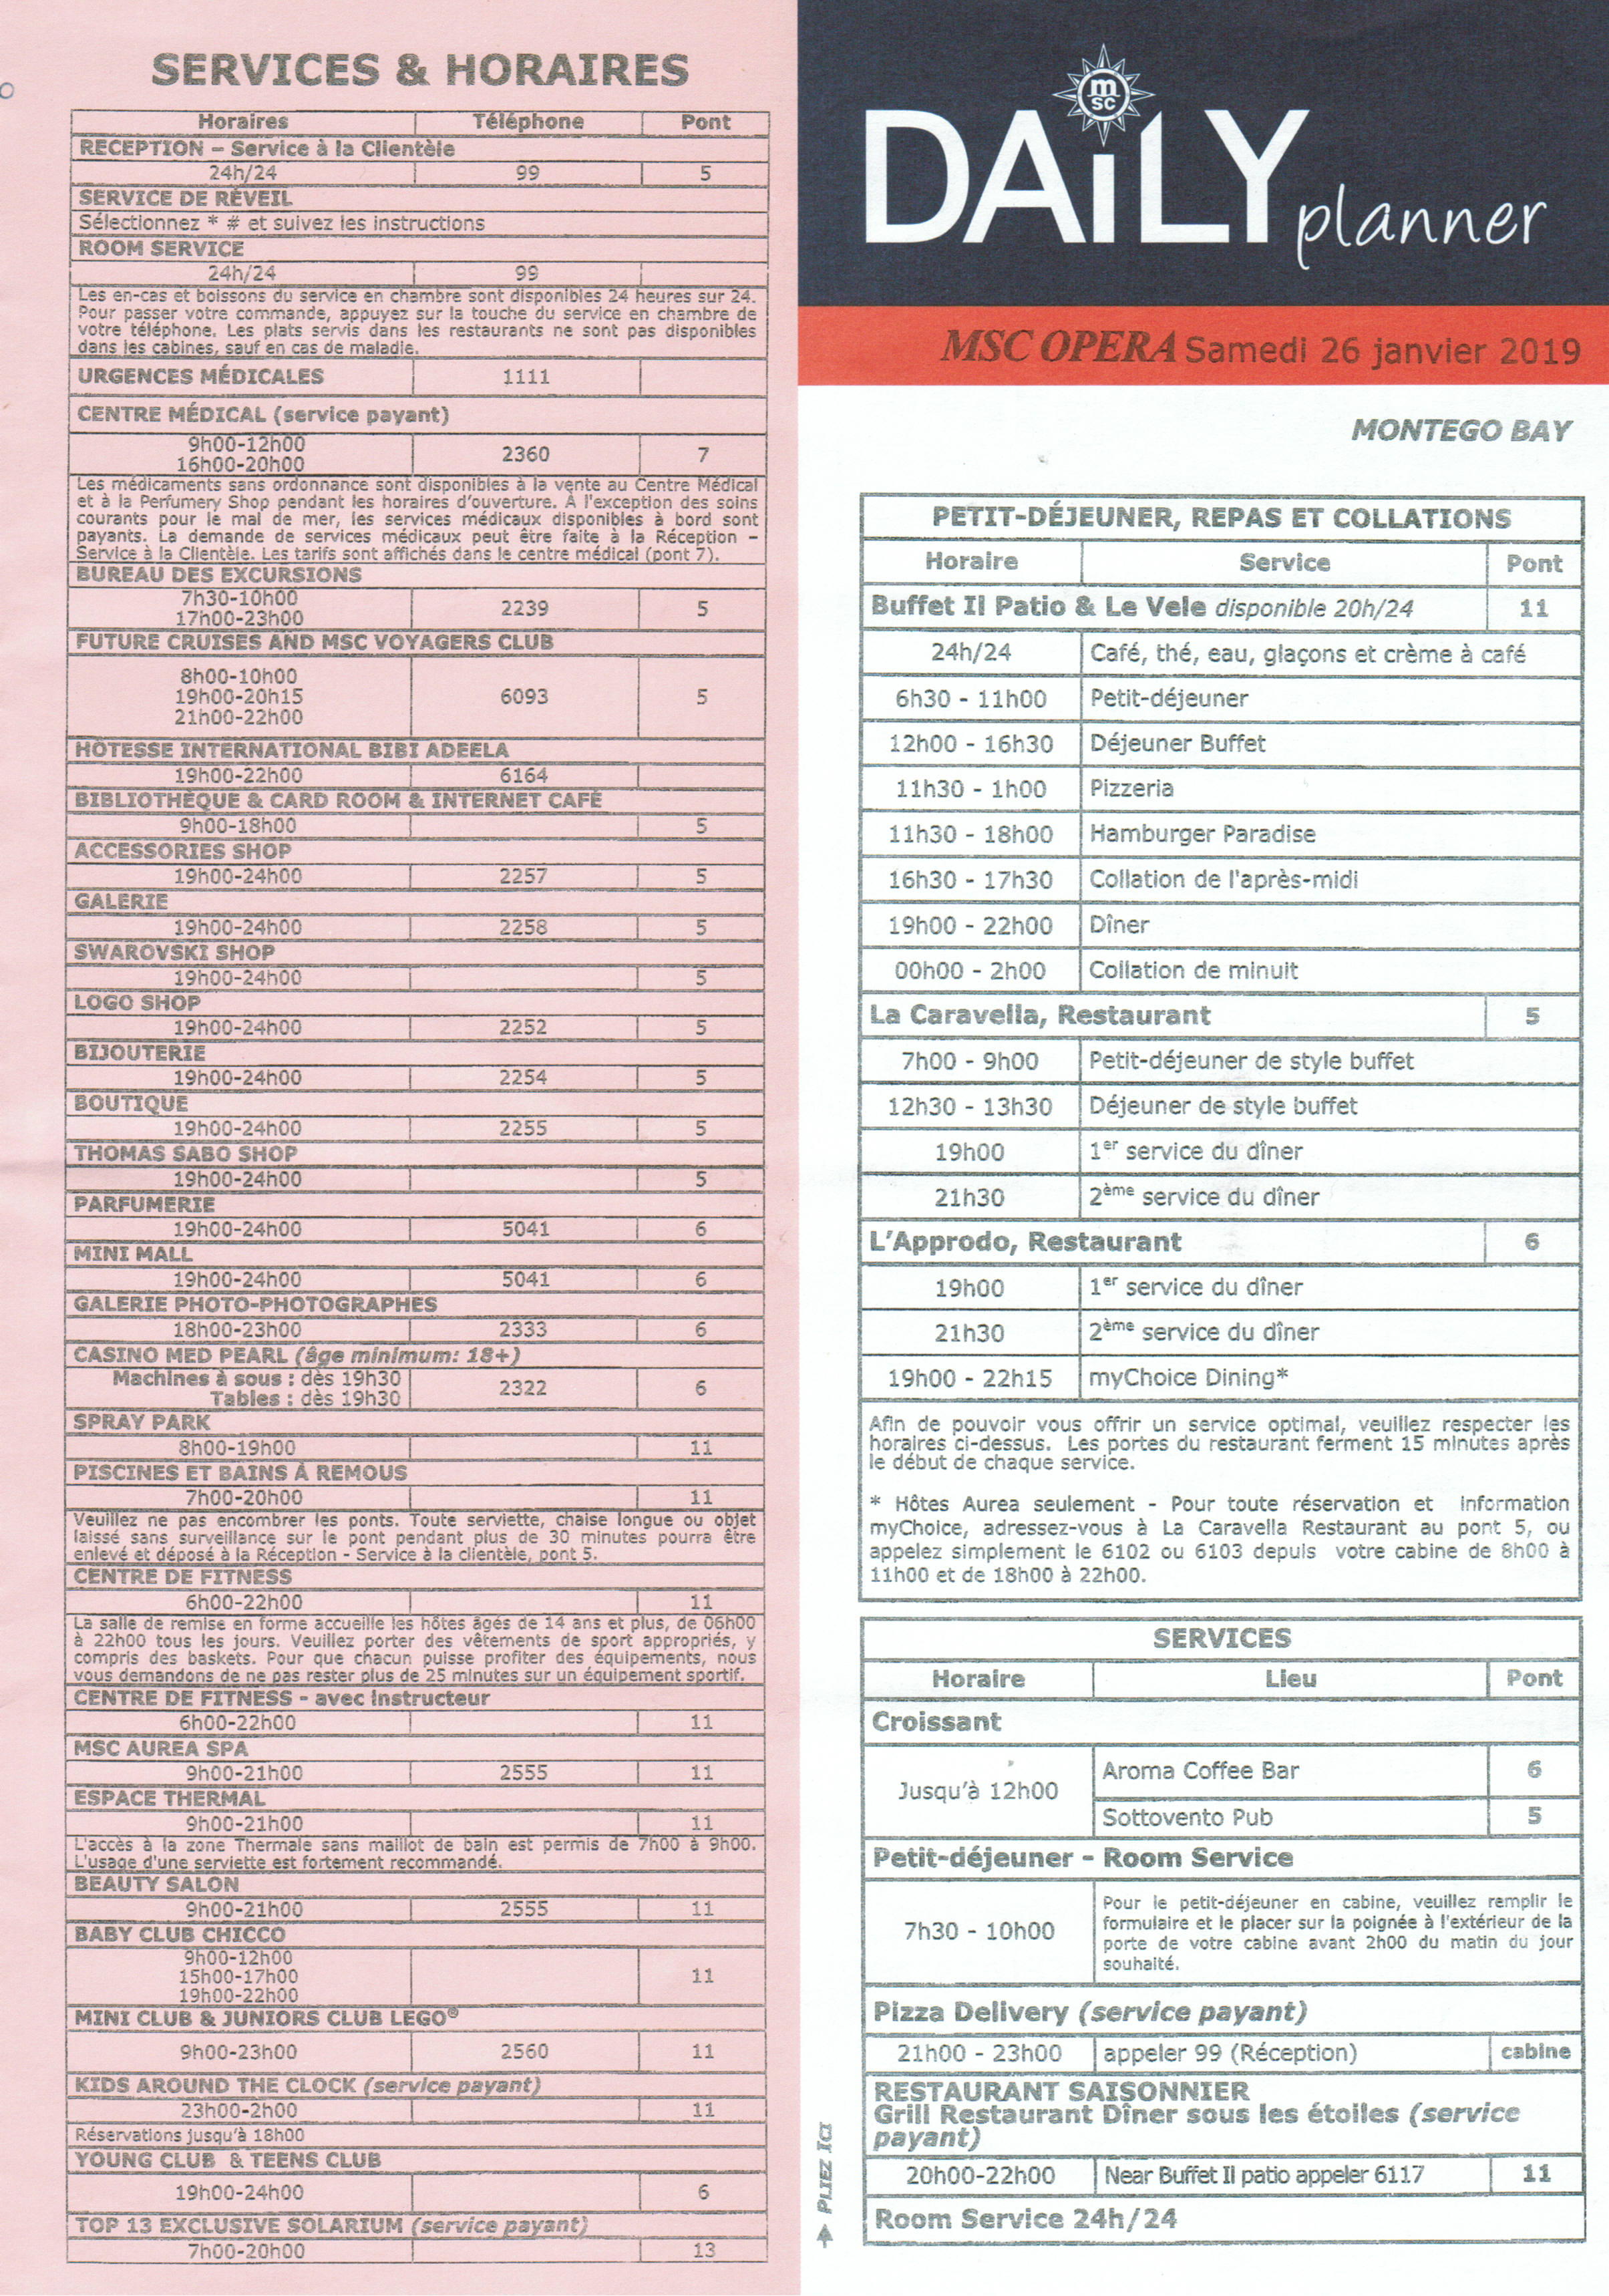 SERVICES & HORAIRES
Horaires Téléphone Pont
RECEPTION – Service à la Clientèle
24h/24 99 5
SERVICE DE RÉVEIL
Sélectionnez * # et suivez les instructions
ROOM SERVICE
24h/24 99
Les en-cas et boissons du service en chambre sont disponibles 24 heures sur 24.
Pour passer votre commande, appuyez sur la touche du service en chambre de
votre téléphone. Les plats servis dans les restaurants ne sont pas disponibles
dans les cabines, sauf en cas de maladie.
URGENCES MÉDICALES 1111
CENTRE MÉDICAL (service payant)
9h00-12h00
16h00-20h00 2360 7
Les médicaments sans ordonnance sont disponibles à la vente au Centre Médical
et à la Perfumery Shop pendant les horaires d'ouverture. À l'exception des soins
courants pour le mal de mer, les services médicaux disponibles à bord sont
payants. La demande de services médicaux peut être faite à la Réception –
Service à la Clientèle. Les tarifs sont affichés dans le centre médical (pont 7).
BUREAU DES EXCURSIONS
7h30-10h00
17h00-23h00 2239 5
FUTURE CRUISES AND MSC VOYAGERS CLUB
8h00-10h00
19h00-20h15 6093 5
21h00-22h00
HÔTESSE INTERNATIONAL BIBI ADEELA
19h00-22h00 6164
BIBLIOTHÈQUE & CARD ROOM & INTERNET CAFÈ
9h00-18h00 5
ACCESSORIES SHOP
19h00-24h00 2257 5
GALERIE
19h00-24h00 2258 5
SWAROVSKI SHOP
19h00-24h00 5
LOGO SHOP
19h00-24h00 2252 5
BIJOUTERIE
19h00-24h00 2254 5
BOUTIQUE
19h00-24h00 2255 5
THOMAS SABO SHOP
19h00-24h00 5
PARFUMERIE
19h00-24h00 5041 6
MINI MALL
19h00-24h00 5041 6
GALERIE PHOTO-PHOTOGRAPHES
18h00-23h00 2333 6
CASINO MED PEARL (âge minimum: 18+)
Machines à sous : dès 19h30
Tables : dès 19h30 2322 6
SPRAY PARK
8h00-19h00 11
PISCINES ET BAINS À REMOUS
7h00-20h00 11
Veuillez ne pas encombrer les ponts. Toute serviette, chaise longue ou objet
laissé sans surveillance sur le pont pendant plus de 30 minutes pourra être
enlevé et déposé à la Réception - Service à la clientèle, pont 5.
CENTRE DE FITNESS
6h00-22h00 11
La salle de remise en forme accueille les hôtes âgés de 14 ans et plus, de 06h00
à 22h00 tous les jours. Veuillez porter des vêtements de sport appropriés, y
compris des baskets. Pour que chacun puisse profiter des équipements, nous
vous demandons de ne pas rester plus de 25 minutes sur un équipement sportif.
CENTRE DE FITNESS - avec instructeur
6h00-22h00 11
MSC AUREA SPA
9h00-21h00 2555 11
ESPACE THERMAL
9h00-21h00 11
L'accès à la zone Thermale sans maillot de bain est permis de 7h00 à 9h00.
L'usage d'une serviette est fortement recommandé.
BEAUTY SALON
9h00-21h00 2555 11
BABY CLUB CHICCO
9h00-12h00
15h00-17h00 11
19h00-22h00
MINI CLUB & JUNIORS CLUB LEGO®
9h00-23h00 2560 11
KIDS AROUND THE CLOCK (service payant)
23h00-2h00 11
Réservations jusqu'à 18h00
YOUNG CLUB & TEENS CLUB
19h00-24h00 6
TOP 13 EXCLUSIVE SOLARIUM (service payant)
7h00-20h00 13
PLIEZ ICI
m
SC
DAiLY planner
MSC OPERA Samedi 26 janvier 2019
MONTEGO BAY
PETIT-DÉJEUNER, REPAS ET COLLATIONS
Horaire Service Pont
Buffet Il Patio & Le Vele disponible 20h/24 11
24h/24 Café, thé, eau, glaçons et crème à café
6h30 - 11h00 Petit-déjeuner
12h00 - 16h30 Déjeuner Buffet
11h30 - 1h00 Pizzeria
11h30 - 18h00 Hamburger Paradise
16h30 - 17h30 Collation de l'après-midi
19h00 - 22h00 Dîner
00h00 - 2h00 Collation de minuit
La Caravella, Restaurant 5
7h00 - 9h00 Petit-déjeuner de style buffet
12h30 - 13h30 Déjeuner de style buffet
19h00 1er service du dîner
21h30 2ème service du dîner
L'Approdo, Restaurant 6
19h00 1er service du dîner
21h30 2ème service du dîner
19h00 - 22h15 myChoice Dining*
Afin de pouvoir vous offrir un service optimal, veuillez respecter les
horaires ci-dessus. Les portes du restaurant ferment 15 minutes après
le début de chaque service.
* Hôtes Aurea seulement - Pour toute réservation et information
myChoice, adressez-vous à La Caravella Restaurant au pont 5, ou
appelez simplement le 6102 ou 6103 depuis votre cabine de 8h00 à
11h00 et de 18h00 à 22h00.
SERVICES
Horaire Lieu Pont
Croissant
Jusqu'à 12h00 Aroma Coffee Bar 6
Sottovento Pub 5
Petit-déjeuner - Room Service
7h30 - 10h00 Pour le petit-déjeuner en cabine, veuillez remplir le
formulaire et le placer sur la poignée à l'extérieur de la
porte de votre cabine avant 2h00 du matin du jour
souhaité.
Pizza Delivery (service payant)
21h00 - 23h00 appeler 99 (Réception) cabine
RESTAURANT SAISONNIER
Grill Restaurant Dîner sous les étoiles (service
payant)
20h00-22h00 Near Buffet Il patio appeler 6117 11
Room Service 24h/24